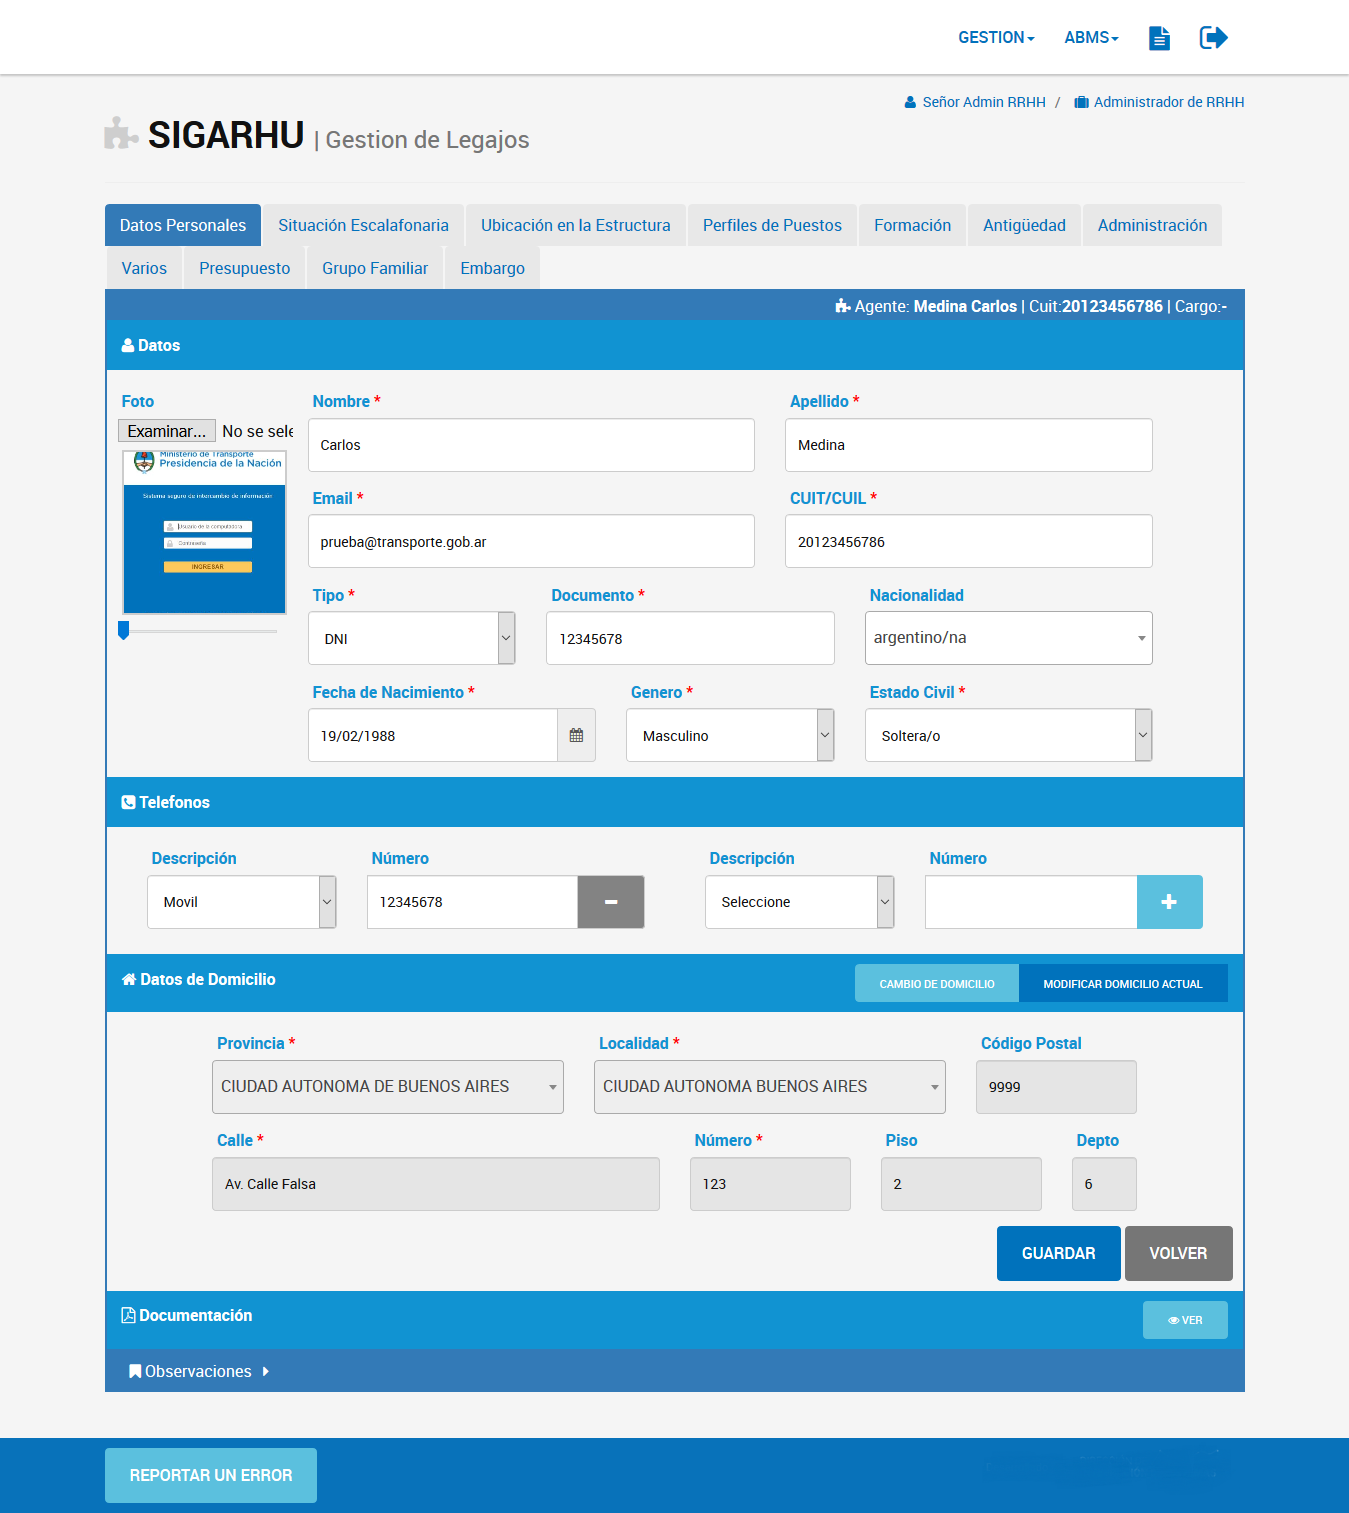 GESTION ABMS
Señor Admin RRHH / Administrador de RRHH
SIGARHU | Gestion de Legajos
Datos Personales Situación Escalafonaria Ubicación en la Estructura Perfiles de Puestos Formación Antigüedad Administración
Varios Presupuesto Grupo Familiar Embargo
Agente: Medina Carlos | Cuit:20123456786 | Cargo:-
Datos
Foto Nombre * Apellido *
Examinar... No se sele
Carlos Medina
Ministerio de Transporte
Presidencia de la Nación
Sistema seguro de intercambio de información
Usuario de la computadora
Contraseña
INGRESAR
Email * CUIT/CUIL *
prueba@transporte.gob.ar 20123456786
Tipo * Documento * Nacionalidad
DNI 12345678 argentino/na
Fecha de Nacimiento * Genero * Estado Civil *
19/02/1988 Masculino Soltera/o
Telefonos
Descripción Número Descripción Número
Movil 12345678 - Seleccione +
Datos de Domicilio CAMBIO DE DOMICILIO MODIFICAR DOMICILIO ACTUAL
Provincia * Localidad * Código Postal
CIUDAD AUTONOMA DE BUENOS AIRES CIUDAD AUTONOMA BUENOS AIRES 9999
Calle * Número * Piso Depto
Av. Calle Falsa 123 2 6
GUARDAR VOLVER
Documentación VER
Observaciones
REPORTAR UN ERROR